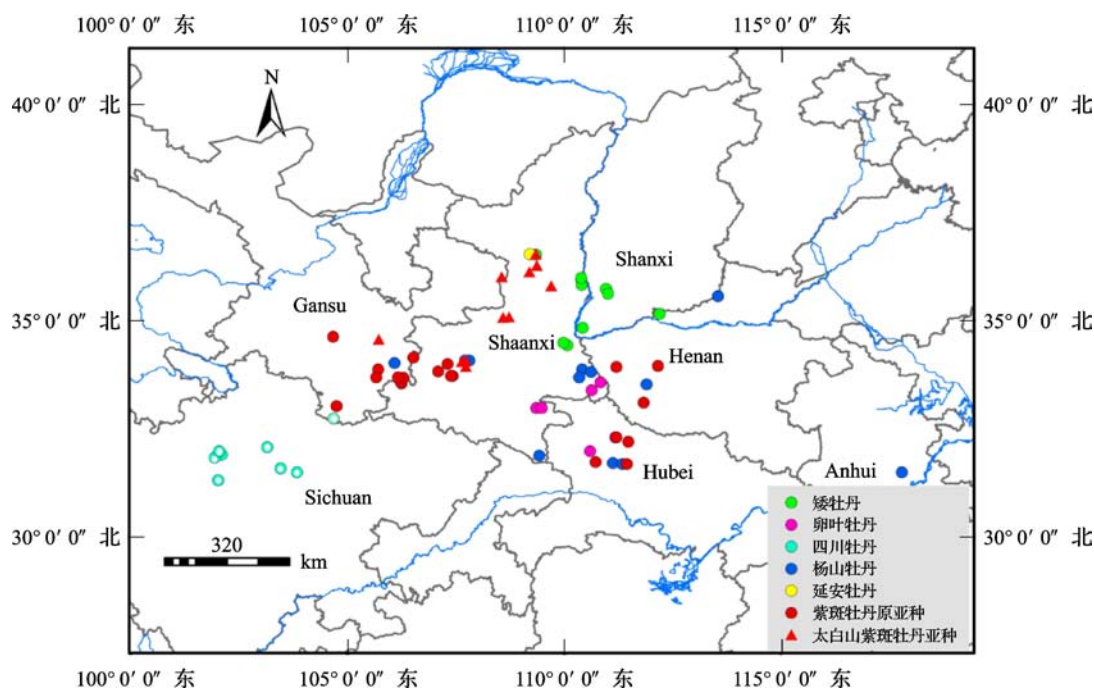 100° 0′ 0″ 东 105° 0′ 0″ 东 110° 0′ 0″ 东 115° 0′ 0″ 东
N
40° 0′ 0″ 北 40° 0′ 0″ 北
Shanxi
Gansu
35° 0′ 0″ 北 35° 0′ 0″ 北
Shaanxi
Henan
Hubei
Anhui
Sichuan
矮牡丹
卵叶牡丹
四川牡丹
杨山牡丹
延安牡丹
紫斑牡丹原亚种
太白山紫斑牡丹亚种
30° 0′ 0″ 北 30° 0′ 0″ 北
320
km
100° 0′ 0″ 东 105° 0′ 0″ 东 110° 0′ 0″ 东 115° 0′ 0″ 东